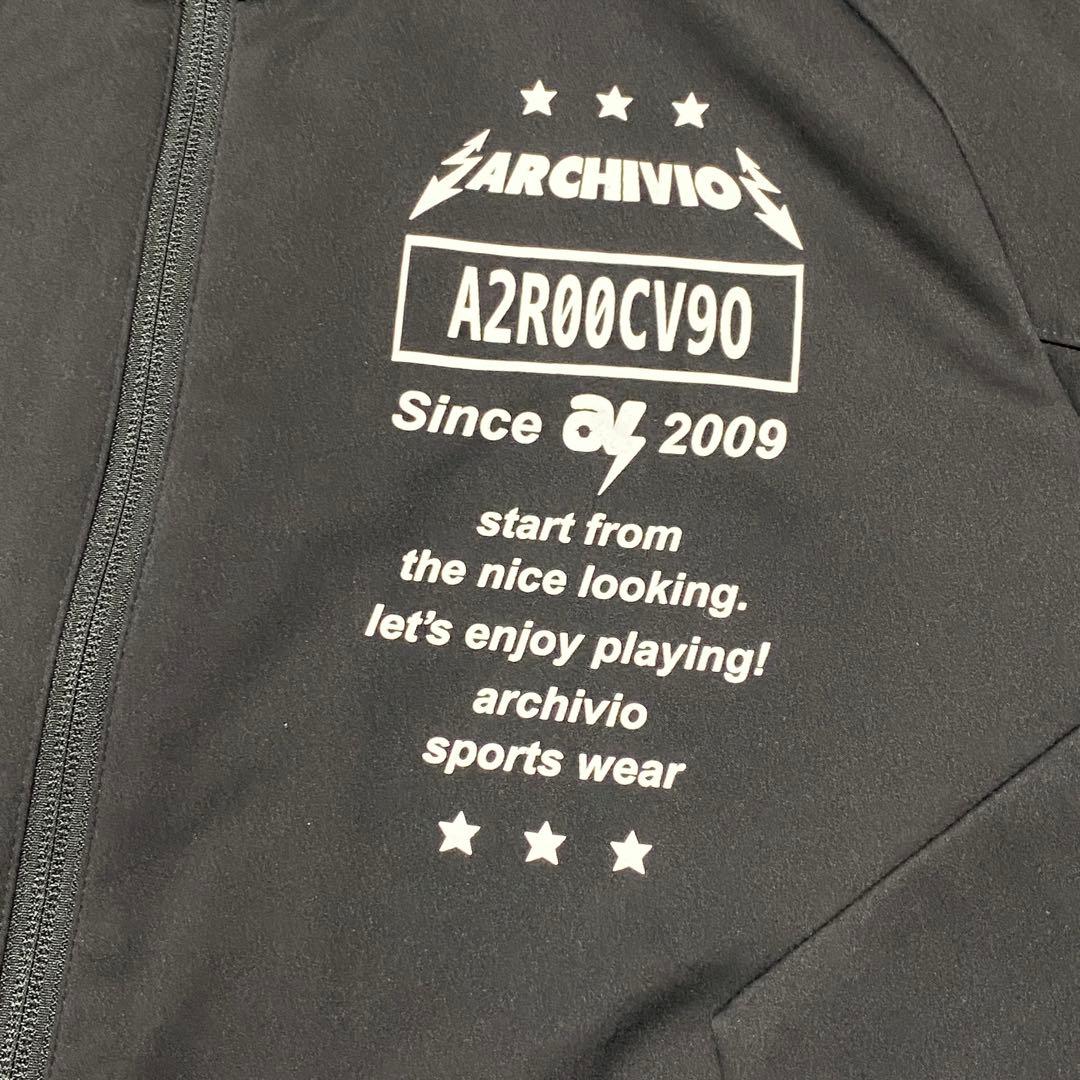 ARCHIVIO
A2R00CV90
Since a 2009
start from
the nice looking.
let's enjoy playing!
archivio
sports wear